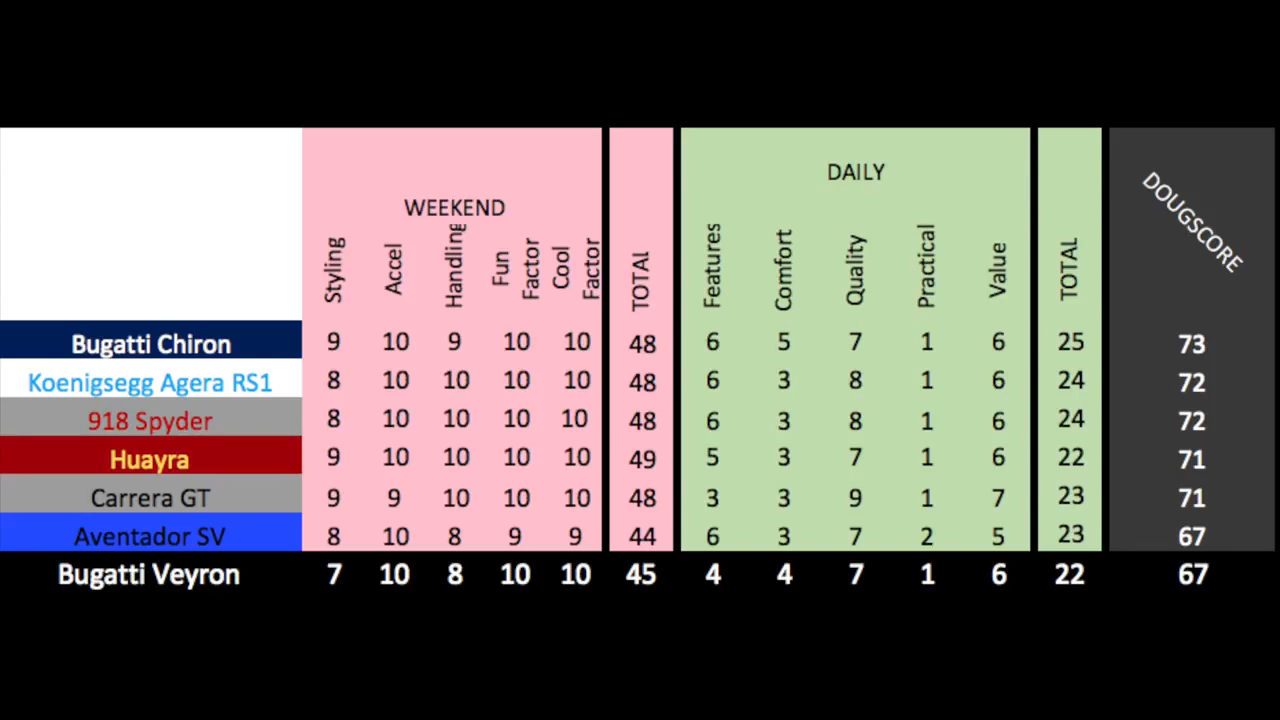 DAILY
WEEKEND
DOUGSCORE
Styling Accel Handling Fun Factor Cool Factor TOTAL Features Comfort Quality Practical Value TOTAL
Bugatti Chiron 9 10 9 10 10 48 6 5 7 1 6 25 73
Koenigsegg Agera RS1 8 10 10 10 10 48 6 3 8 1 6 24 72
918 Spyder 8 10 10 10 10 48 6 3 8 1 6 24 72
Huayra 9 10 10 10 10 49 5 3 7 1 6 22 71
Carrera GT 9 9 10 10 10 48 3 3 9 1 7 23 71
Aventador SV 8 10 8 9 9 44 6 3 7 2 5 23 67
Bugatti Veyron 7 10 8 10 10 45 4 4 7 1 6 22 67